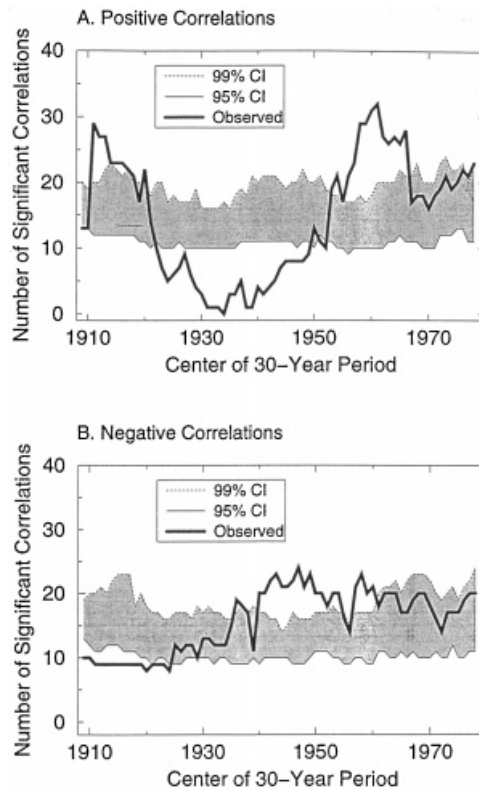 A. Positive Correlations
Number of Significant Correlations
40
30
20
10
0
99% CI
95% CI
Observed
1910
1930
1950
1970
Center of 30–Year Period
B. Negative Correlations
Number of Significant Correlations
40
30
20
10
0
99% CI
95% CI
Observed
1910
1930
1950
1970
Center of 30–Year Period